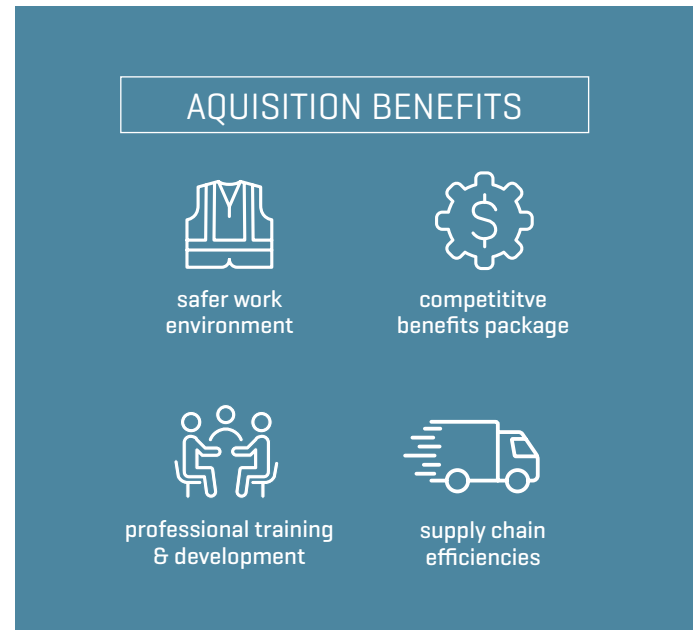 AQUISITION BENEFITS
safer work
environment
competititve
benefits package
professional training
& development
supply chain
efficiencies